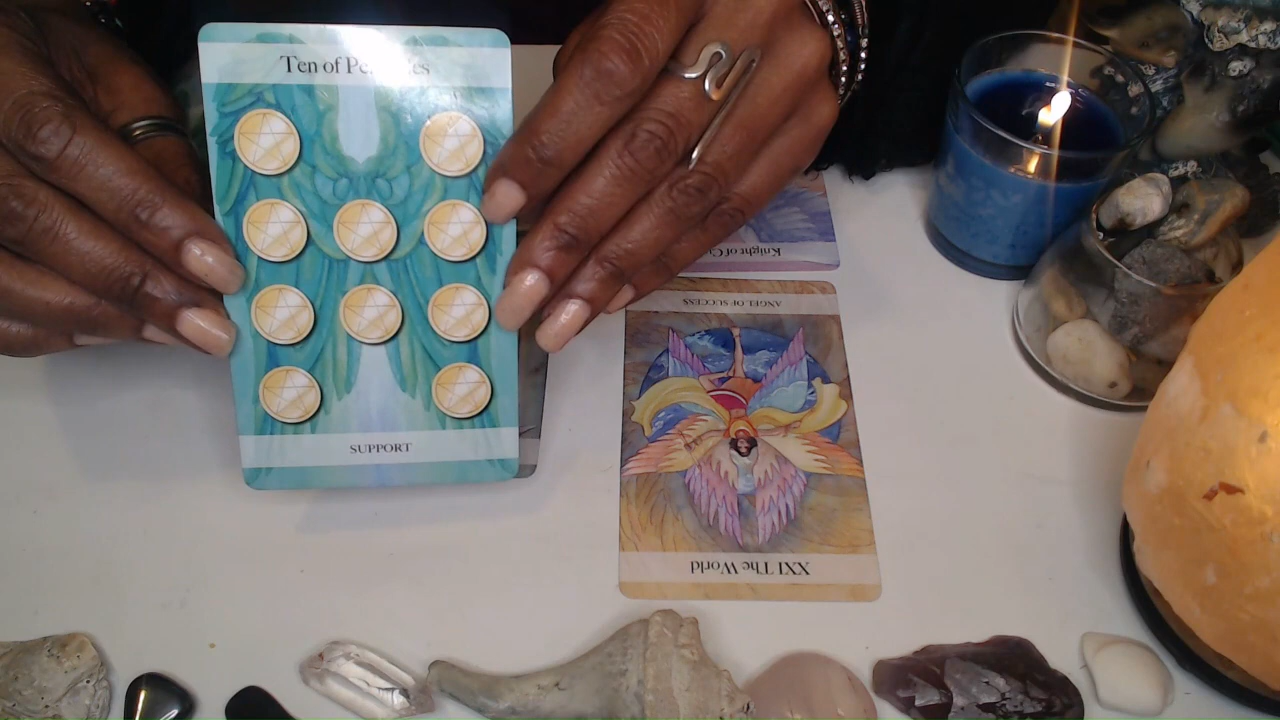 Ten of
SUPPORT
Knight of
ANGEL OF SUCCESS
XXI The World